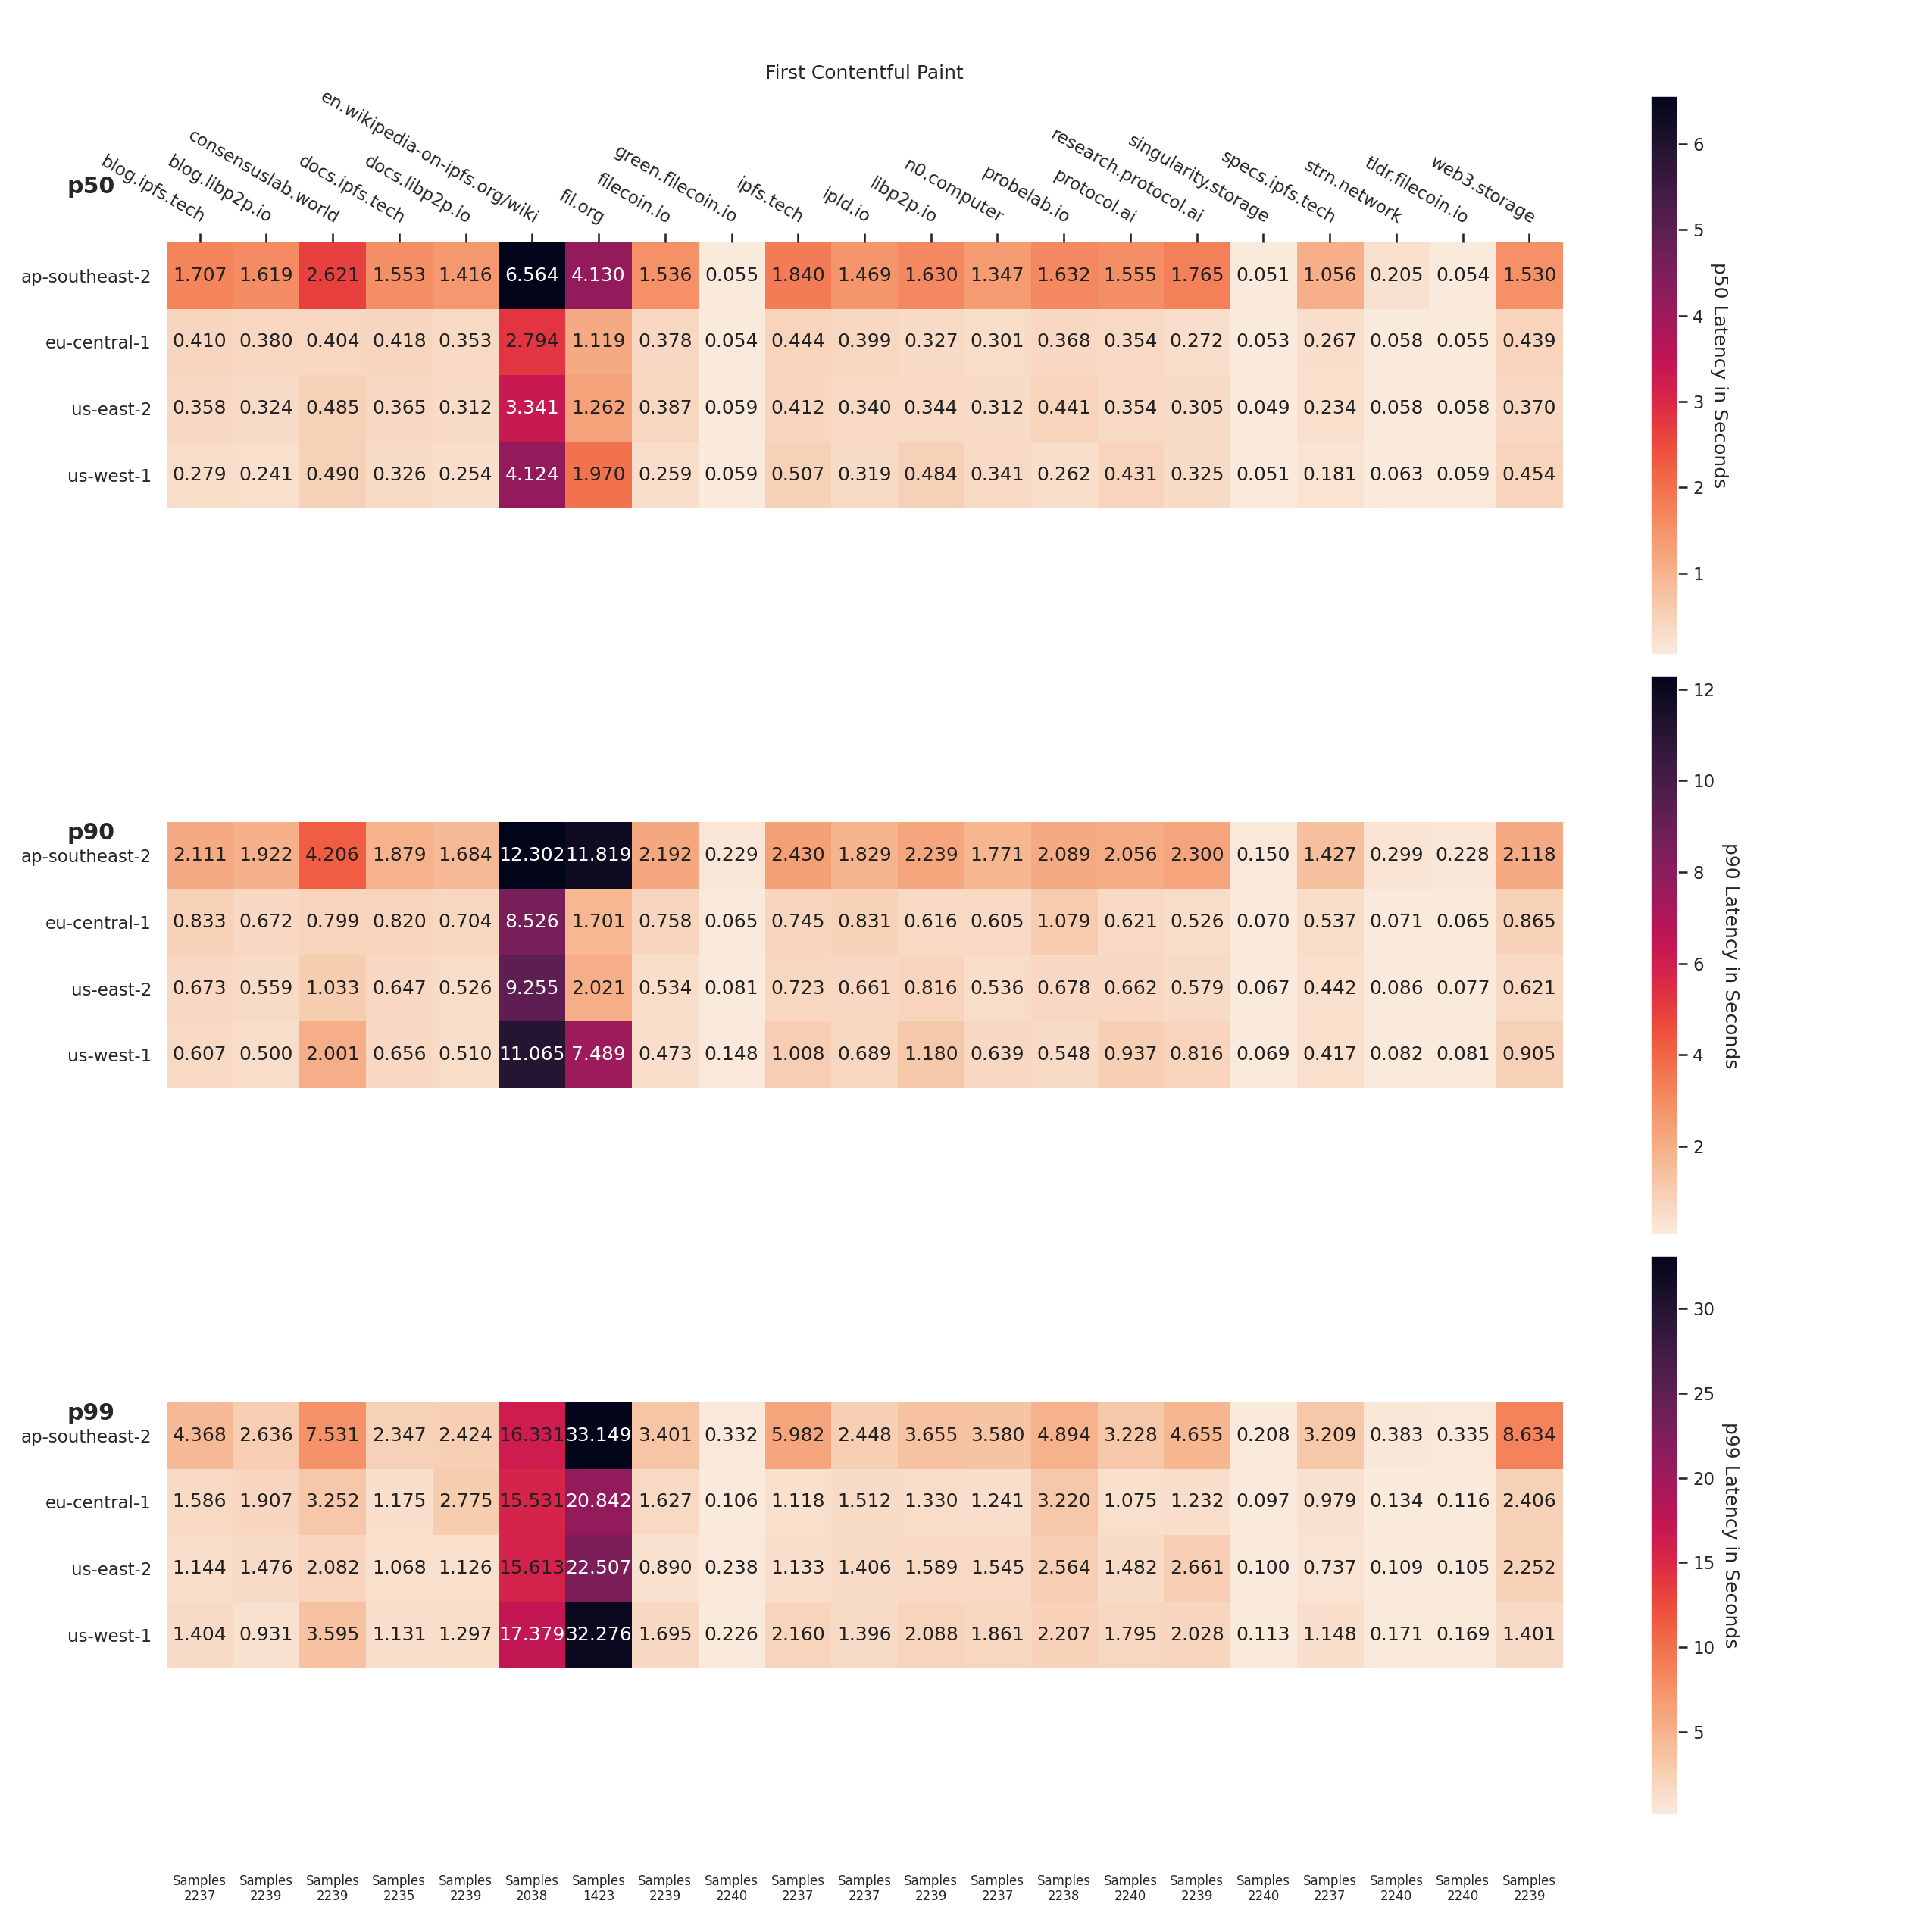 First Contentful Paint
p50
blog.ipfs.tech
blog.libp2p.io
consensuslab.world
docs.ipfs.tech
docs.libp2p.io
en.wikipedia-on-ipfs.org/wiki
fil.org
filecoin.io
green.filecoin.io
ipfs.tech
ipld.io
libp2p.io
n0.computer
probelab.io
protocol.ai
research.protocol.ai
singularity.storage
specs.ipfs.tech
strn.network
tldr.filecoin.io
web3.storage
ap-southeast-2 1.707 1.619 2.621 1.553 1.416 6.564 4.130 1.536 0.055 1.840 1.469 1.630 1.347 1.632 1.555 1.765 0.051 1.056 0.205 0.054 1.530
eu-central-1 0.410 0.380 0.404 0.418 0.353 2.794 1.119 0.378 0.054 0.444 0.399 0.327 0.301 0.368 0.354 0.272 0.053 0.267 0.058 0.055 0.439
us-east-2 0.358 0.324 0.485 0.365 0.312 3.341 1.262 0.387 0.059 0.412 0.340 0.344 0.312 0.441 0.354 0.305 0.049 0.234 0.058 0.058 0.370
us-west-1 0.279 0.241 0.490 0.326 0.254 4.124 1.970 0.259 0.059 0.507 0.319 0.484 0.341 0.262 0.431 0.325 0.051 0.181 0.063 0.059 0.454
6
5
4
3
2
1
p50 Latency in Seconds
p90
ap-southeast-2 2.111 1.922 4.206 1.879 1.684 12.302 11.819 2.192 0.229 2.430 1.829 2.239 1.771 2.089 2.056 2.300 0.150 1.427 0.299 0.228 2.118
eu-central-1 0.833 0.672 0.799 0.820 0.704 8.526 1.701 0.758 0.065 0.745 0.831 0.616 0.605 1.079 0.621 0.526 0.070 0.537 0.071 0.065 0.865
us-east-2 0.673 0.559 1.033 0.647 0.526 9.255 2.021 0.534 0.081 0.723 0.661 0.816 0.536 0.678 0.662 0.579 0.067 0.442 0.086 0.077 0.621
us-west-1 0.607 0.500 2.001 0.656 0.510 11.065 7.489 0.473 0.148 1.008 0.689 1.180 0.639 0.548 0.937 0.816 0.069 0.417 0.082 0.081 0.905
12
10
8
6
4
2
p90 Latency in Seconds
p99
ap-southeast-2 4.368 2.636 7.531 2.347 2.424 16.331 33.149 3.401 0.332 5.982 2.448 3.655 3.580 4.894 3.228 4.655 0.208 3.209 0.383 0.335 8.634
eu-central-1 1.586 1.907 3.252 1.175 2.775 15.531 20.842 1.627 0.106 1.118 1.512 1.330 1.241 3.220 1.075 1.232 0.097 0.979 0.134 0.116 2.406
us-east-2 1.144 1.476 2.082 1.068 1.126 15.613 22.507 0.890 0.238 1.133 1.406 1.589 1.545 2.564 1.482 2.661 0.100 0.737 0.109 0.105 2.252
us-west-1 1.404 0.931 3.595 1.131 1.297 17.379 32.276 1.695 0.226 2.160 1.396 2.088 1.861 2.207 1.795 2.028 0.113 1.148 0.171 0.169 1.401
30
25
20
15
10
5
p99 Latency in Seconds
Samples Samples Samples Samples Samples Samples Samples Samples Samples Samples Samples Samples Samples Samples Samples Samples Samples Samples Samples Samples Samples
2237 2239 2239 2235 2239 2038 1423 2239 2240 2237 2237 2239 2237 2238 2240 2239 2240 2237 2240 2240 2239